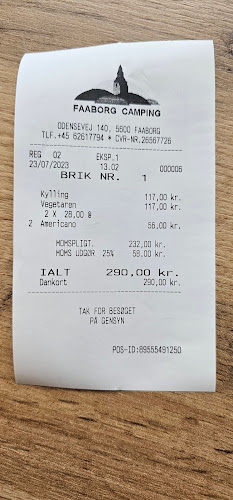 FAABORG CAMPING
ODENSEVEJ 140, 5600 FAABORG
TLF.+45 62617794 * CVR-NR.26567726
REG 02 EKSP.1
23/07/2023 13.02 000006
BRIK NR. 1
Kylling 117,00 kr.
Vegetaren 117,00 kr.
2 X 28,00 @
2 Americano 56,00 kr.
MOMSPLIGT. 232,00 kr.
MOMS UDGØR 25% 58,00 kr.
IALT 290,00 kr.
Dankort 290,00 kr.
TAK FOR BESØGET
PÅ GENSYN
POS-ID:89555491250